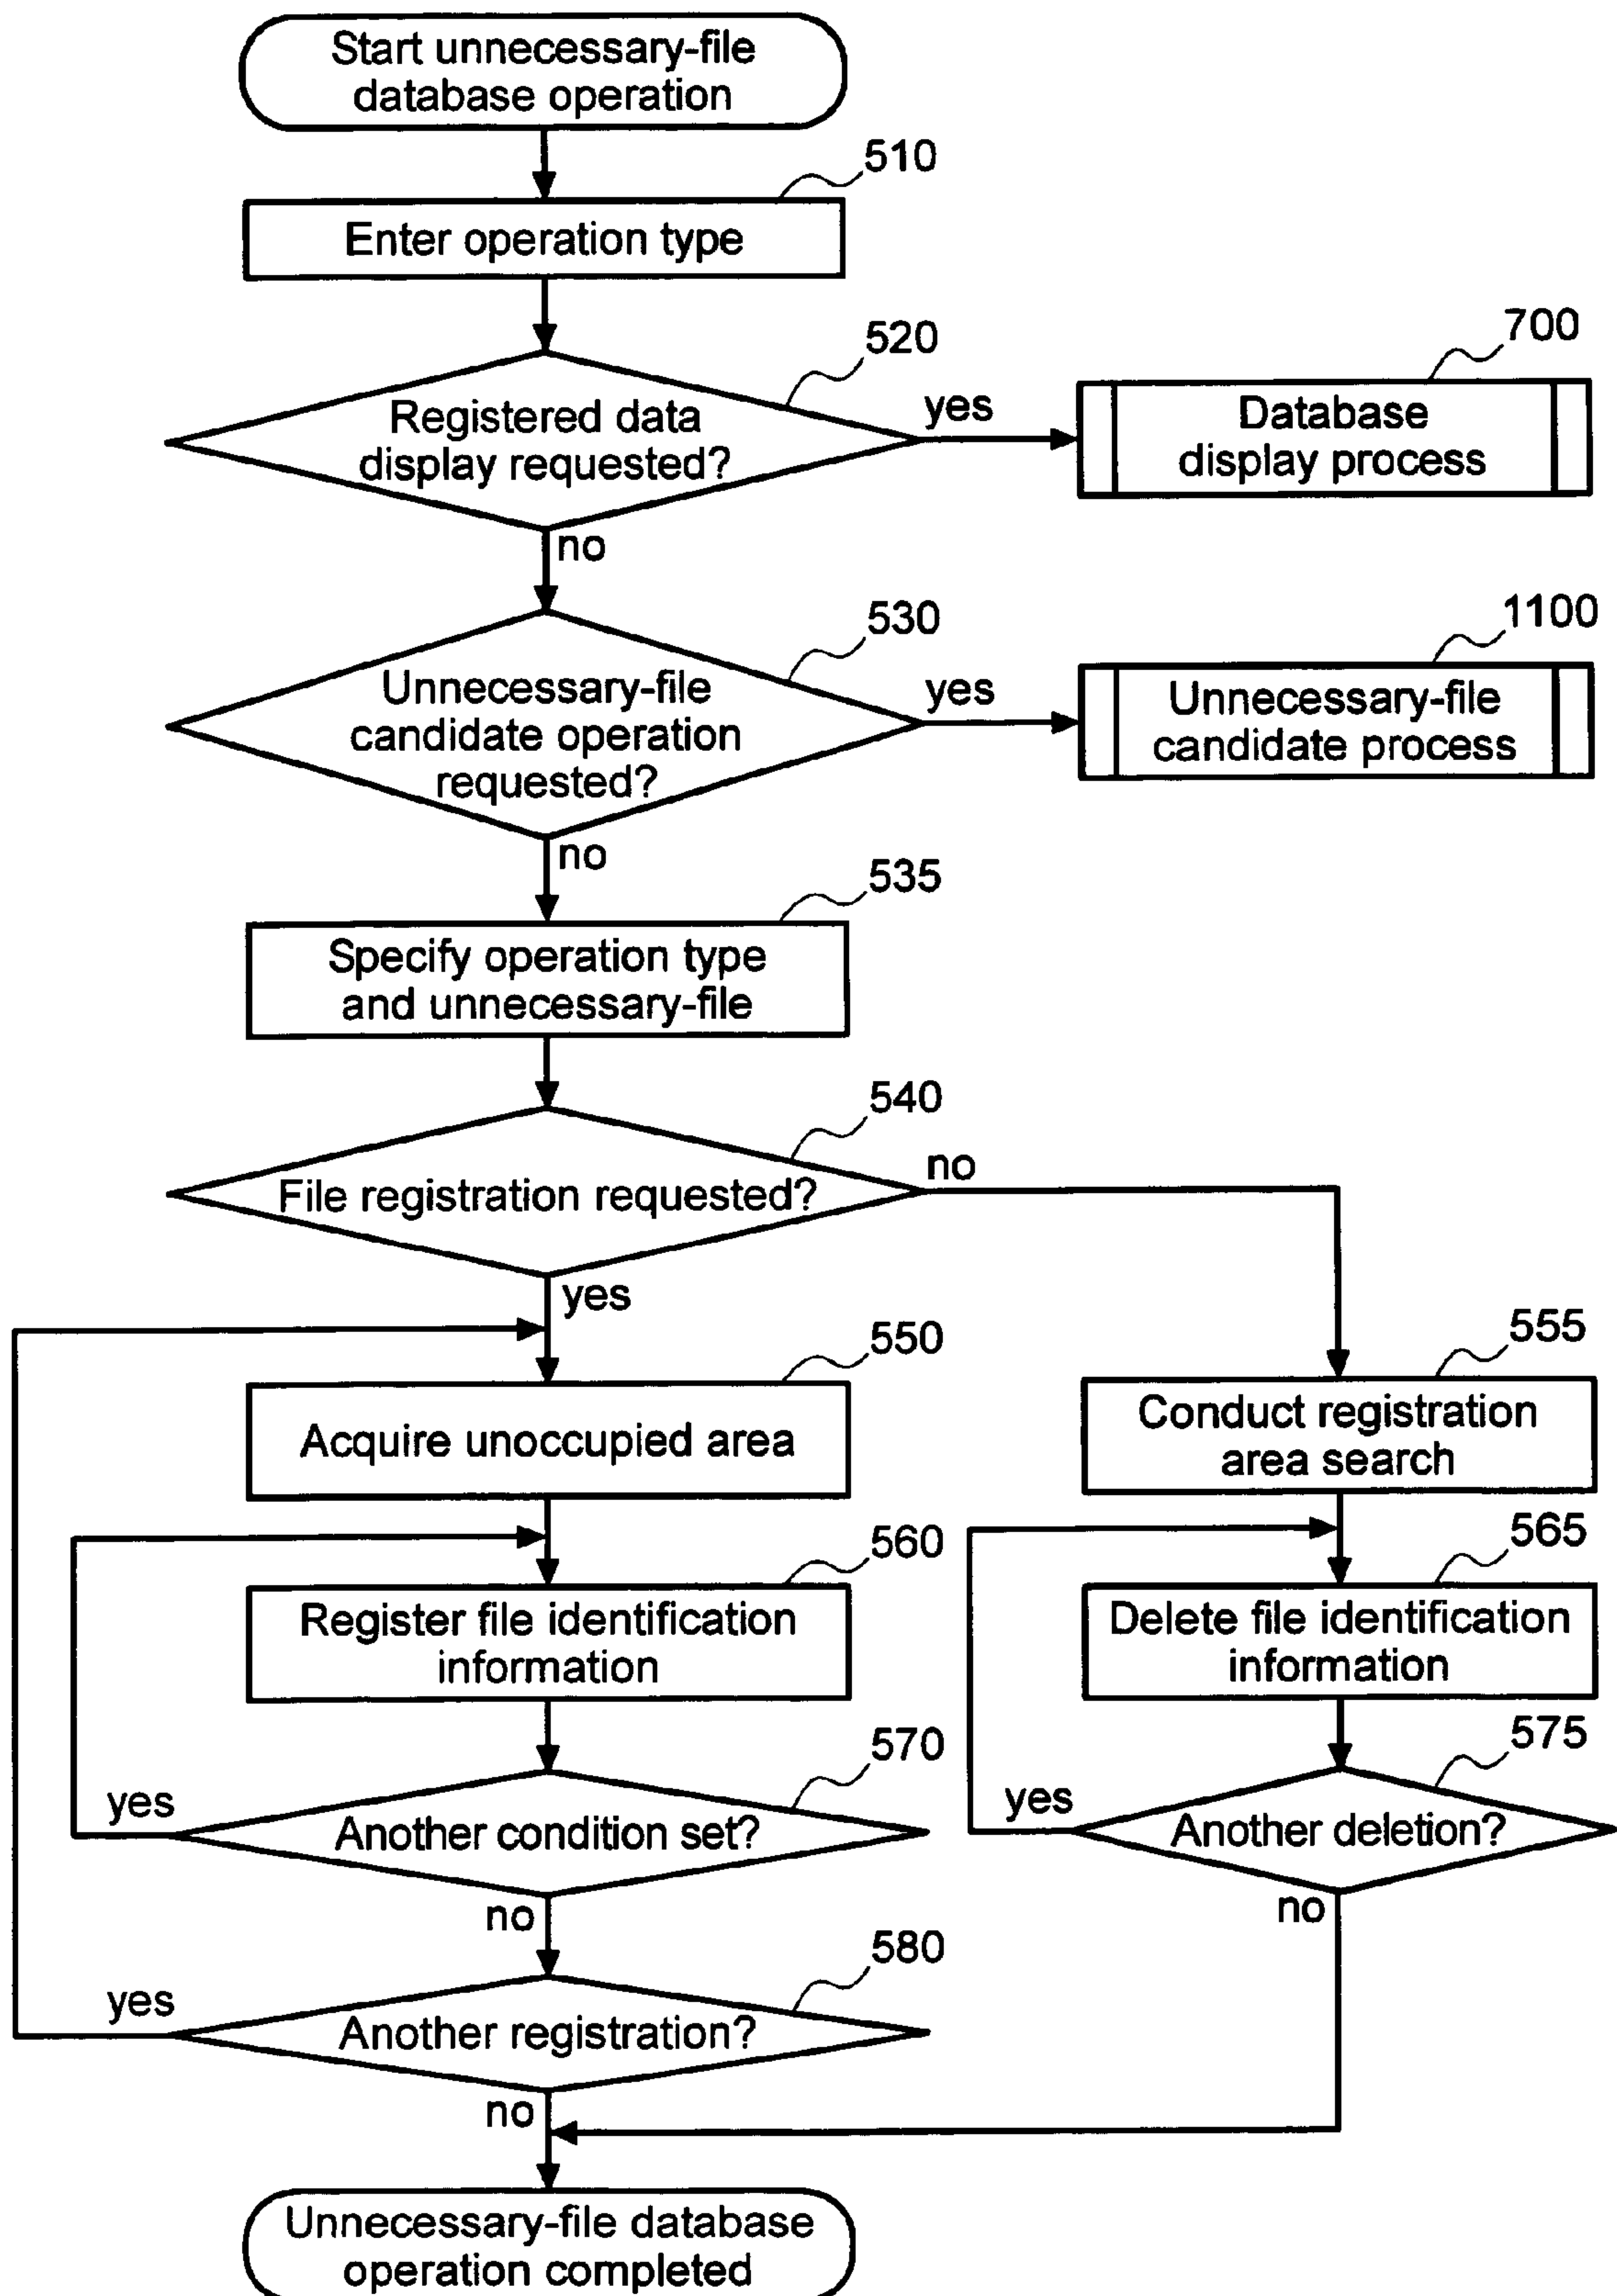 Start unnecessary-file
database operation
510
Enter operation type
520
700
Registered data
display requested?
yes
Database
display process
no
530
1100
Unnecessary-file
candidate operation
requested?
yes
Unnecessary-file
candidate process
no
535
Specify operation type
and unnecessary-file
540
File registration requested?
no
yes
550
555
Acquire unoccupied area
Conduct registration
area search
560
565
Register file identification
information
Delete file identification
information
570
575
yes
Another condition set?
yes
Another deletion?
no
no
580
yes
Another registration?
no
Unnecessary-file database
operation completed